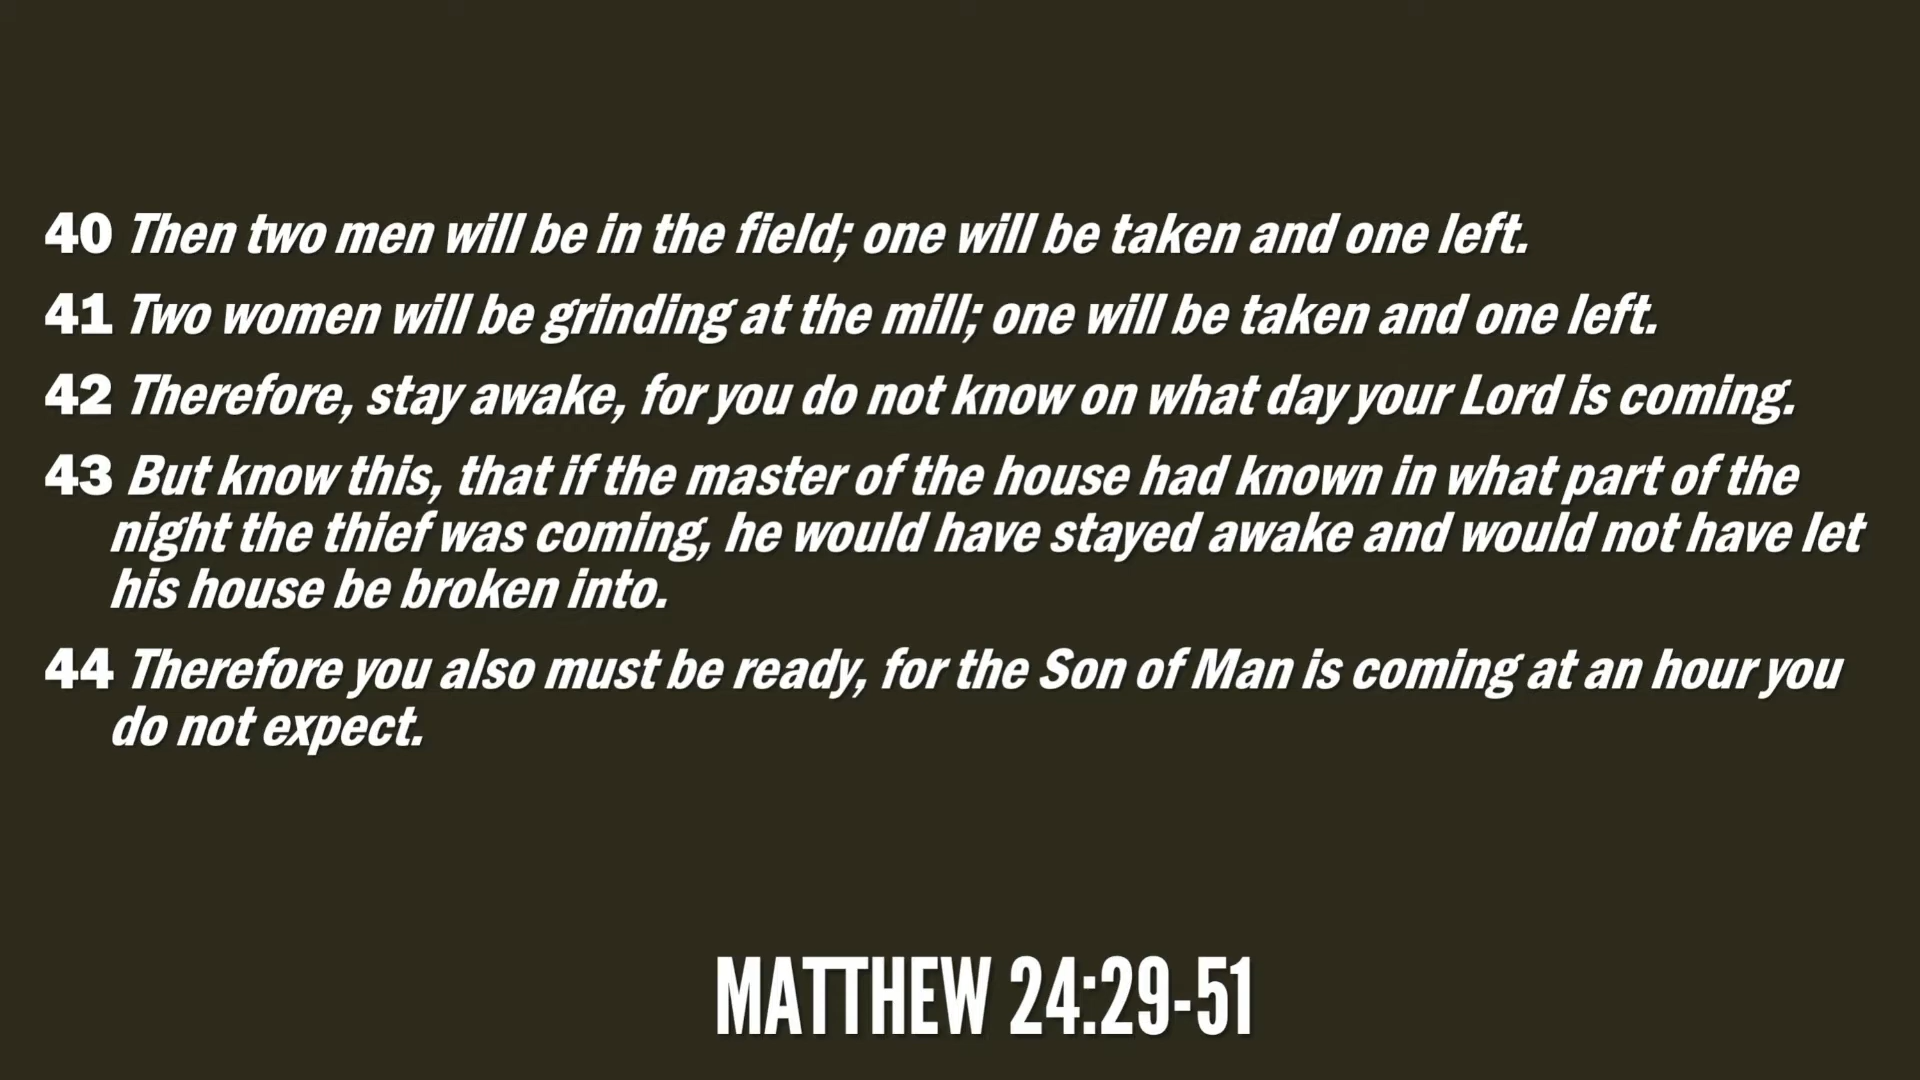 40 Then two men will be in the field; one will be taken and one left.
41 Two women will be grinding at the mill; one will be taken and one left.
42 Therefore, stay awake, for you do not know on what day your Lord is coming.
43 But know this, that if the master of the house had known in what part of the
night the thief was coming, he would have stayed awake and would not have let
his house be broken into.
44 Therefore you also must be ready, for the Son of Man is coming at an hour you
do not expect.
MATTHEW 24:29-51